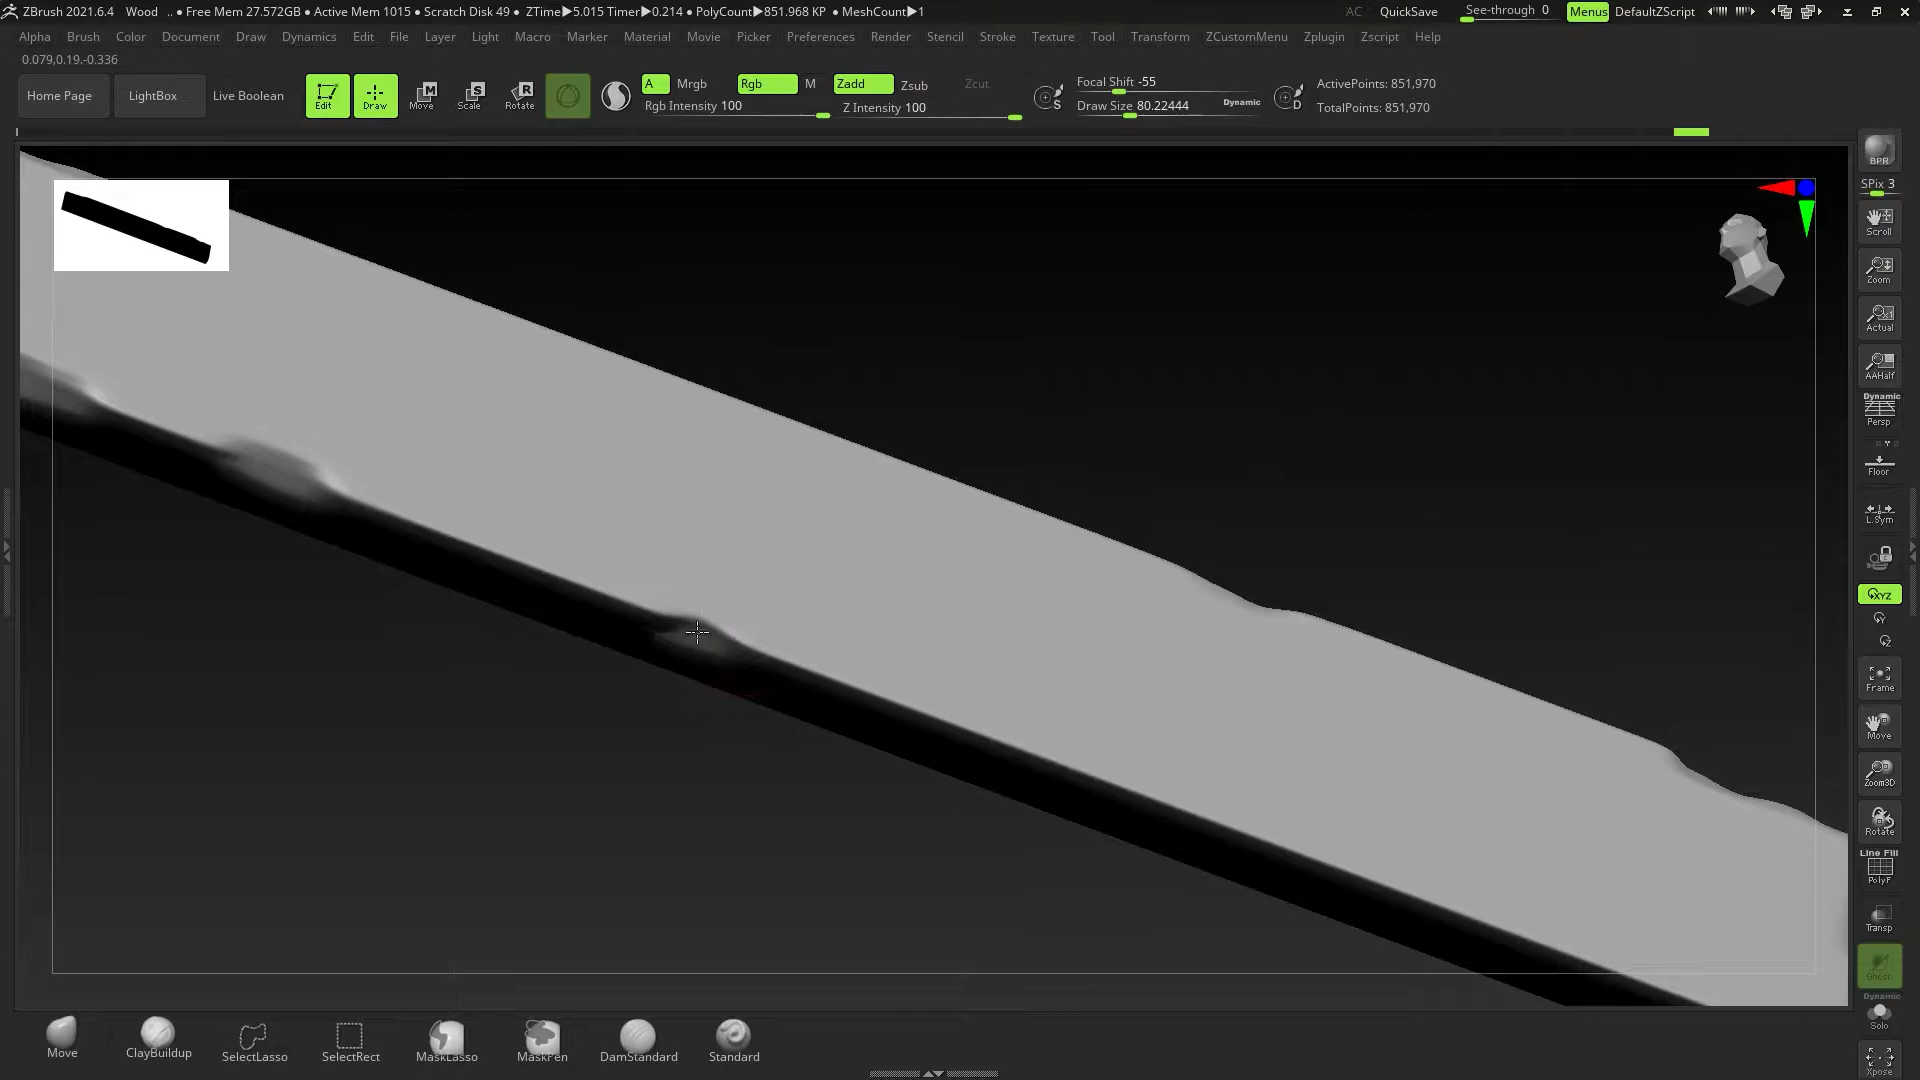 ZBrush 2021.6.4 Wood .. ● Free Mem 27.572GB ● Active Mem 1015 ● Scratch Disk 49 ● ZTime▶5.015 Timer▶0.214 ● PolyCount▶851.968 KP ● MeshCount▶1 AC QuickSave See-through 0 Menus DefaultZScript
Alpha Brush Color Document Draw Dynamics Edit File Layer Light Macro Marker Material Movie Picker Preferences Render Stencil Stroke Texture Tool Transform ZCustomMenu Zplugin Zscript Help
0.079,0.19,-0.336
Home Page LightBox Live Boolean Edit Draw Move Scale Rotate
M S R
A Mrgb Rgb M Zadd Zsub Zcut
Rgb Intensity 100 Z Intensity 100
S Focal Shift -55
Draw Size 80.22444 Dynamic D
ActivePoints: 851,970
TotalPoints: 851,970
BPR
SPix 3
Scroll
Zoom
Actual
AAHalf
Dynamic
Persp
Floor
L.Sym
XYZ
Y
Z
Frame
Move
Zoom3D
Rotate
Line Fill
PolyF
Transp
Ghost
Dynamic
Solo
Xpose
Move ClayBuildup SelectLasso SelectRect MaskLasso MaskPen DamStandard Standard